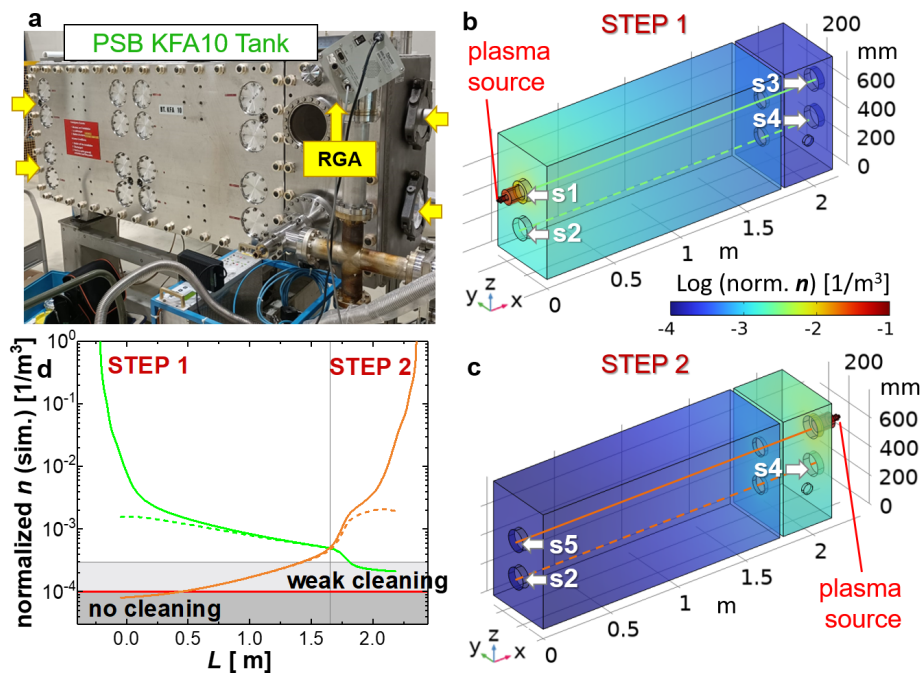 a
PSB KFA10 Tank
RGA
b
STEP 1
plasma
source
s1
s2
s3
s4
200
mm
600
400
200
0
0
0.5
1
1.5
2
m
y z x
Log (norm. n) [1/m³]
-4
-3
-2
-1
d
STEP 1
STEP 2
normalized n (sim.) [1/m³]
10⁰
10⁻¹
10⁻²
10⁻³
10⁻⁴
weak cleaning
no cleaning
0.0
0.5
1.0
1.5
2.0
L [ m]
c
STEP 2
200
mm
600
400
200
0
s4
s5
s2
plasma
source
0
0.5
1
1.5
2
m
y z x